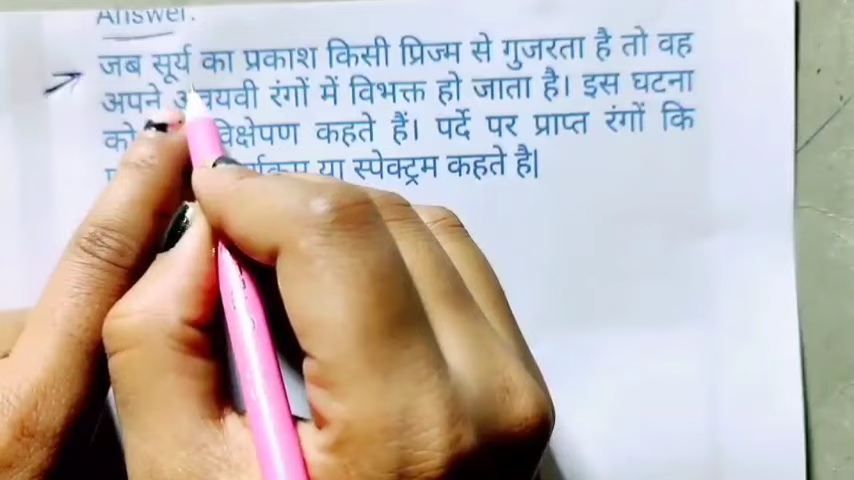 Answer.
जब सूर्य का प्रकाश किसी प्रिज्म से गुजरता है तो वह
अपने अवयवी रंगों में विभक्त हो जाता है। इस घटना
को विक्षेपण कहते हैं। पर्दे पर प्राप्त रंगों कि
या स्पेक्ट्रम कहते है|